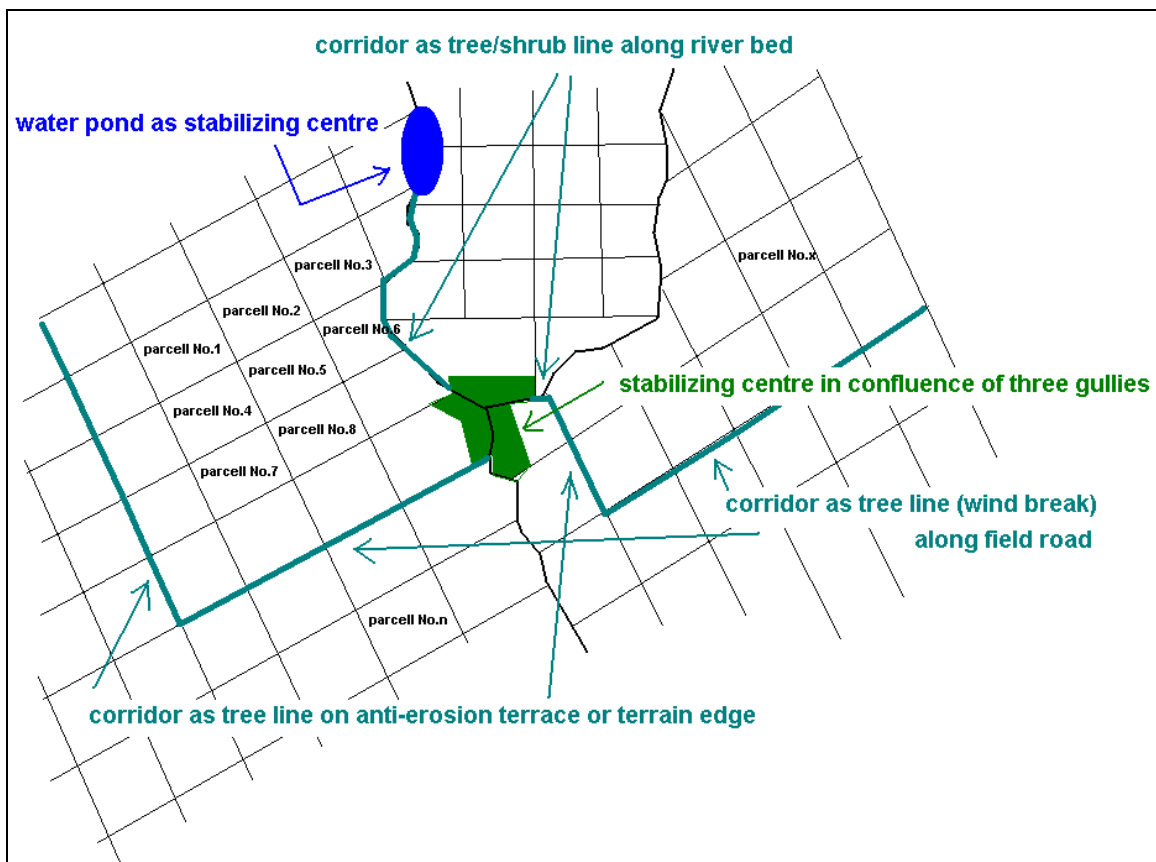 corridor as tree/shrub line along river bed
water pond as stabilizing centre
parcell No.x
parcell No.3
parcell No.2
parcell No.6
parcell No.1
parcell No.5
stabilizing centre in confluence of three gullies
parcell No.4
parcell No.8
parcell No.7
corridor as tree line (wind break)
along field road
parcell No.n
corridor as tree line on anti-erosion terrace or terrain edge